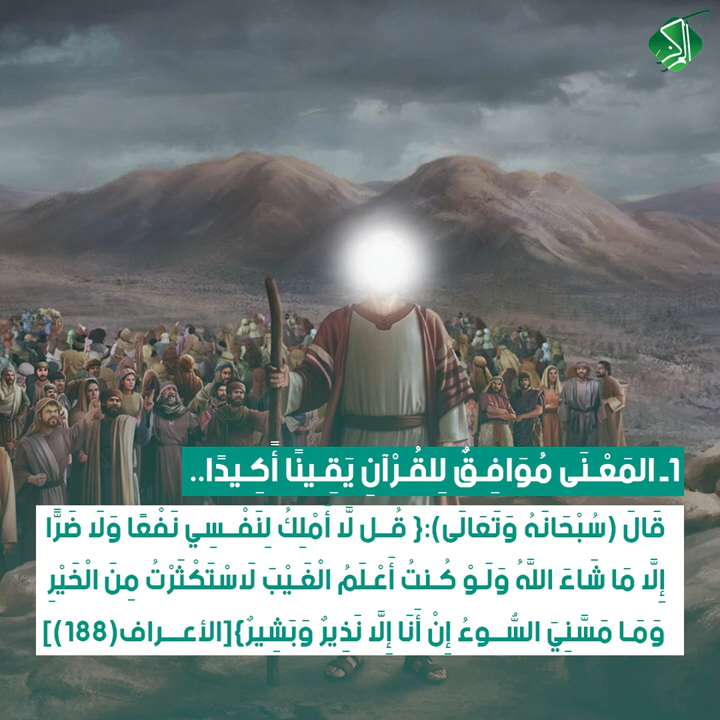 1ـ المَعْنَى مُوَافِقٌ لِلقُرْآنِ يَقِينًا أَكِيدًا..
قَالَ (سُبْحَانَهُ وَتَعَالَى):{ قُل لَّا أَمْلِكُ لِنَفْسِي نَفْعًا وَلَا ضَرًّا
إِلَّا مَا شَاءَ اللَّهُ وَلَوْ كُنتُ أَعْلَمُ الْغَيْبَ لَاسْتَكْثَرْتُ مِنَ الْخَيْرِ
وَمَا مَسَّنِيَ السُّوءُ إِنْ أَنَا إِلَّا نَذِيرٌ وَبَشِيرٌ}[الأعراف(188)]